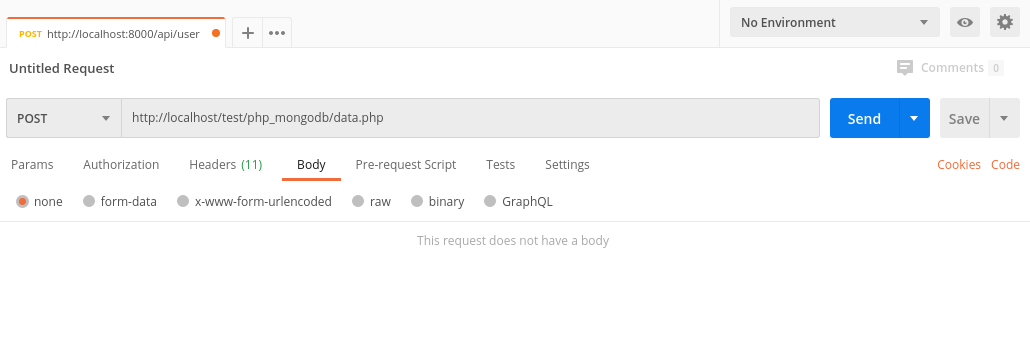 POST http://localhost:8000/api/user
No Environment
Untitled Request
Comments 0
POST http://localhost/test/php_mongodb/data.php Send Save
Params Authorization Headers (11) Body Pre-request Script Tests Settings Cookies Code
none form-data x-www-form-urlencoded raw binary GraphQL
This request does not have a body